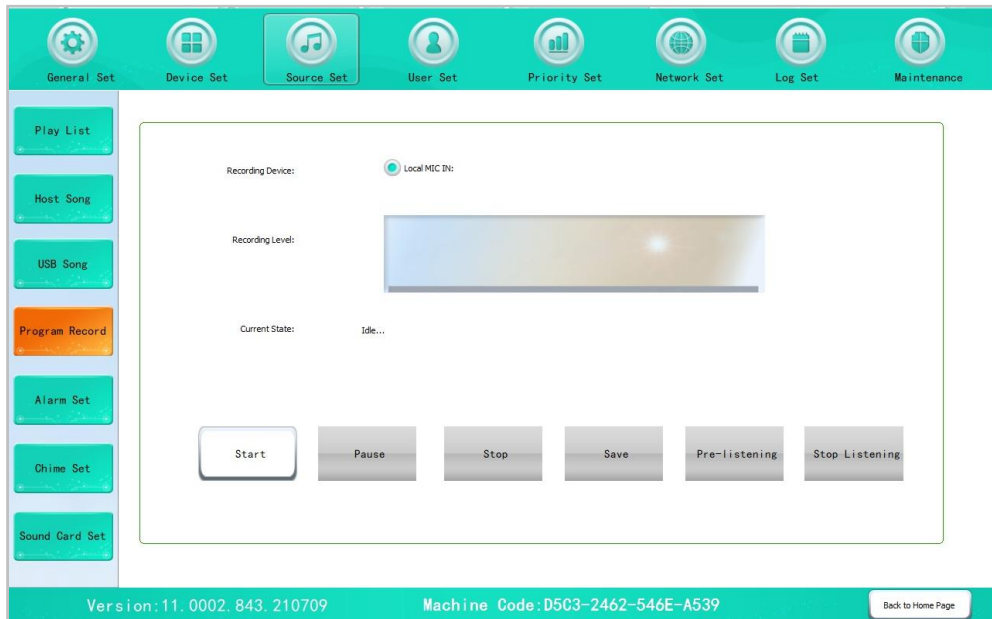 General Set
Device Set
Source Set
User Set
Priority Set
Network Set
Log Set
Maintenance
Play List
Host Song
USB Song
Program Record
Alarm Set
Chime Set
Sound Card Set
Recording Device:
Local MIC IN:
Recording Level:
Current State:
Idle...
Start
Pause
Stop
Save
Pre-listening
Stop Listening
Version:11.0002.843.210709
Machine Code:D5C3-2462-546E-A539
Back to Home Page